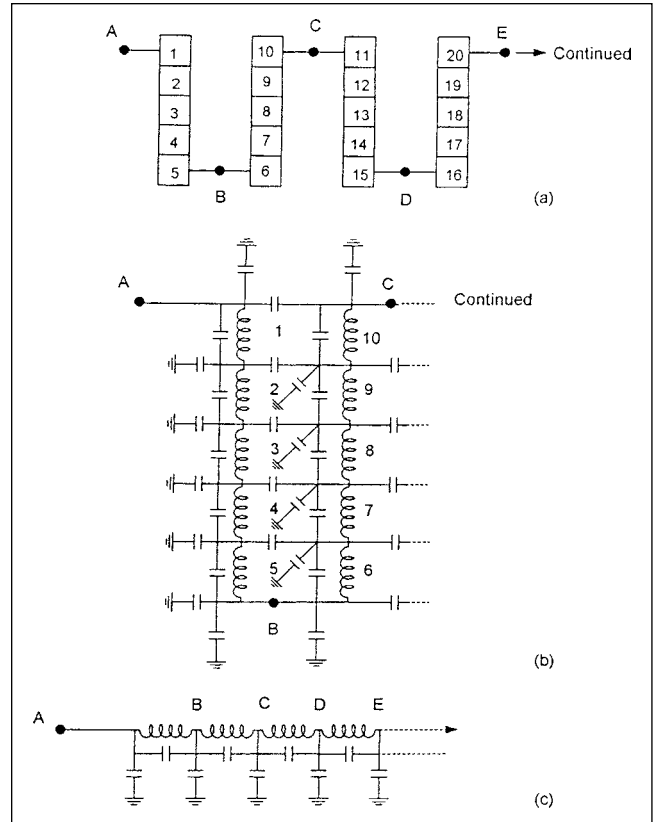 A C E
1 10 11 20 Continued
2 9 12 19
3 8 13 18
4 7 14 17
5 6 15 16
B D
(a)
A C Continued
1 10
2 9
3 8
4 7
5 6
B
(b)
A B C D E
(c)